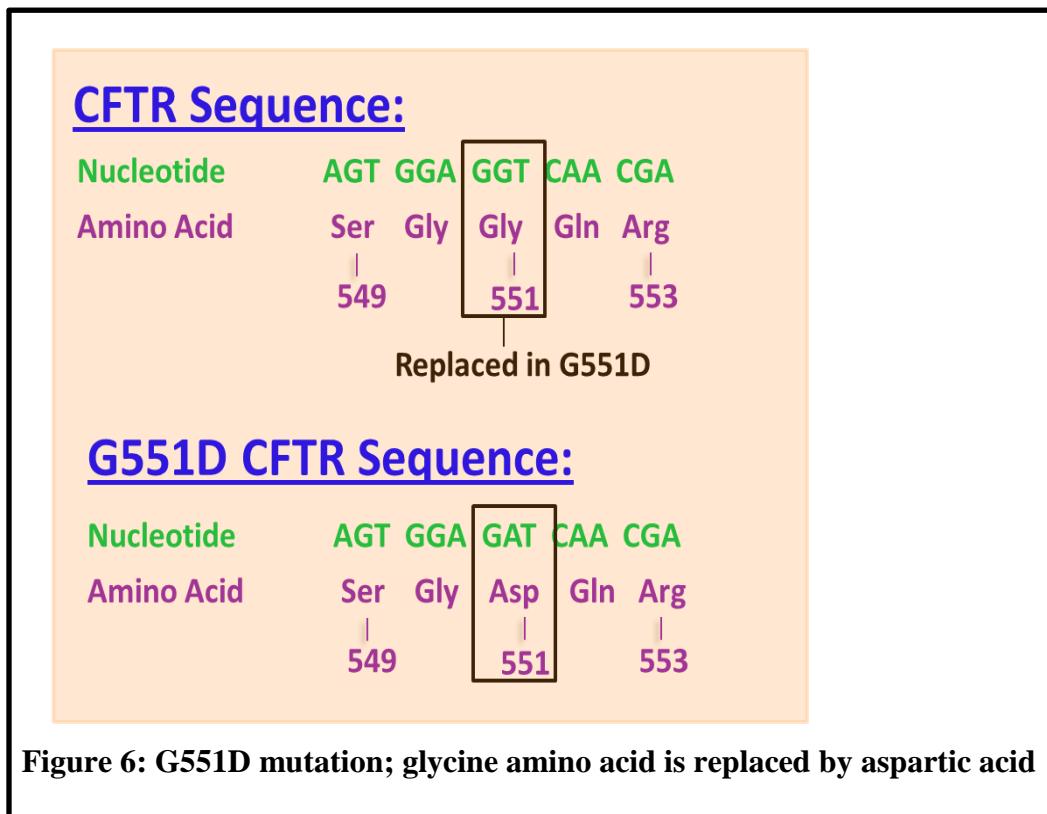 CFTR Sequence:
Nucleotide AGT GGA GGT CAA CGA
Amino Acid Ser Gly Gly Gln Arg
549 551 553
Replaced in G551D
G551D CFTR Sequence:
Nucleotide AGT GGA GAT CAA CGA
Amino Acid Ser Gly Asp Gln Arg
549 551 553
Figure 6: G551D mutation; glycine amino acid is replaced by aspartic acid